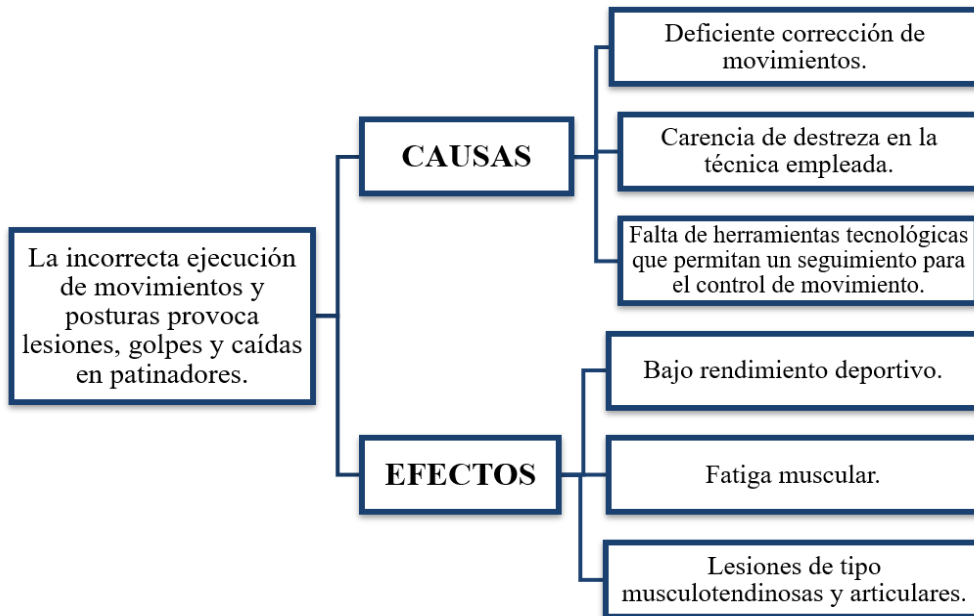 La incorrecta ejecución
de movimientos y
posturas provoca
lesiones, golpes y caídas
en patinadores.
CAUSAS
Deficiente corrección de
movimientos.
Carencia de destreza en la
técnica empleada.
Falta de herramientas tecnológicas
que permitan un seguimiento para
el control de movimiento.
EFECTOS
Bajo rendimiento deportivo.
Fatiga muscular.
Lesiones de tipo
musculotendinosas y articulares.